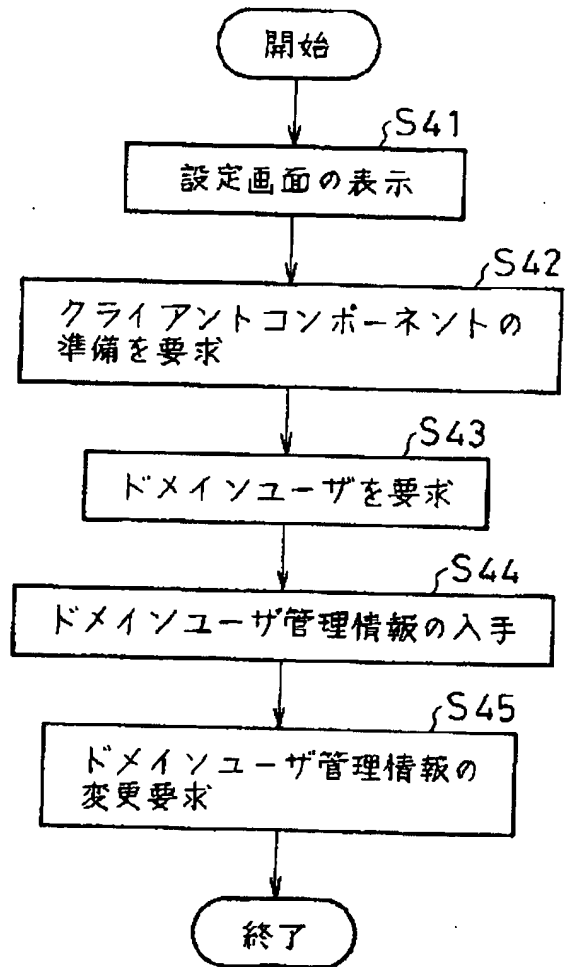 開始
S41
設定画面の表示
S42
クライアントコンポーネントの
準備を要求
S43
ドメインユーザを要求
S44
ドメインユーザ管理情報の入手
S45
ドメインユーザ管理情報の
変更要求
終了